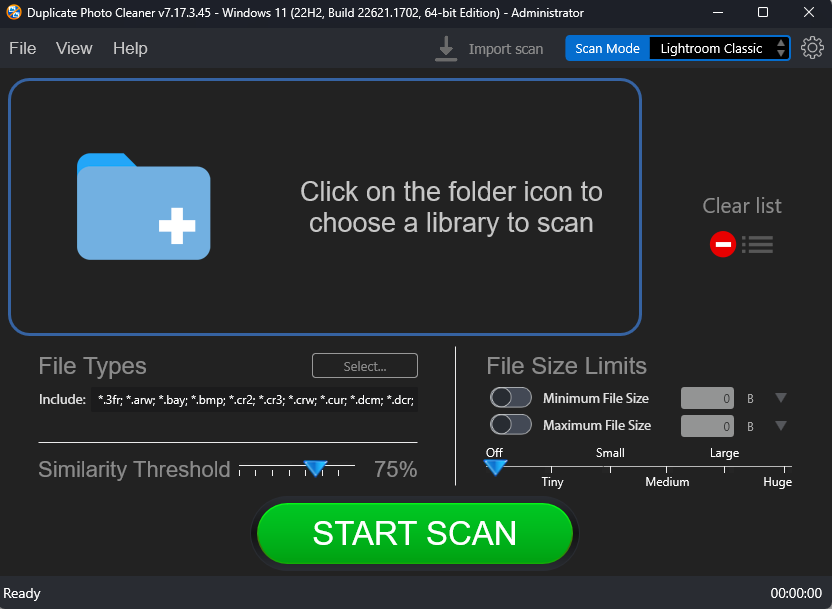 Duplicate Photo Cleaner v7.17.3.45 - Windows 11 (22H2, Build 22621.1702, 64-bit Edition) - Administrator
File View Help Import scan Scan Mode Lightroom Classic
Click on the folder icon to
choose a library to scan
Clear list
File Types Select...
Include: *.3fr; *.arw; *.bay; *.bmp; *.cr2; *.cr3; *.crw; *.cur; *.dcm; *.dcr;
Similarity Threshold 75%
File Size Limits
Minimum File Size 0 B
Maximum File Size 0 B
Off Small Large
Tiny Medium Huge
START SCAN
Ready 00:00:00